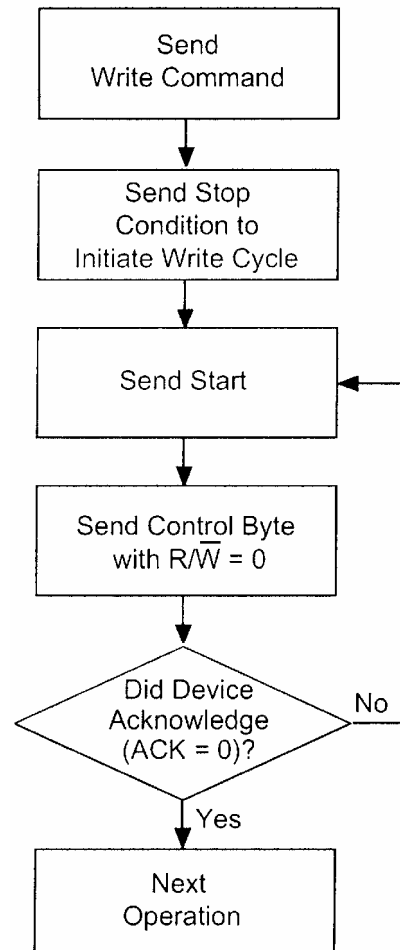 Send
Write Command
Send Stop
Condition to
Initiate Write Cycle
Send Start
Send Control Byte
with R/W̅ = 0
Did Device
Acknowledge
(ACK = 0)?
No
Yes
Next
Operation